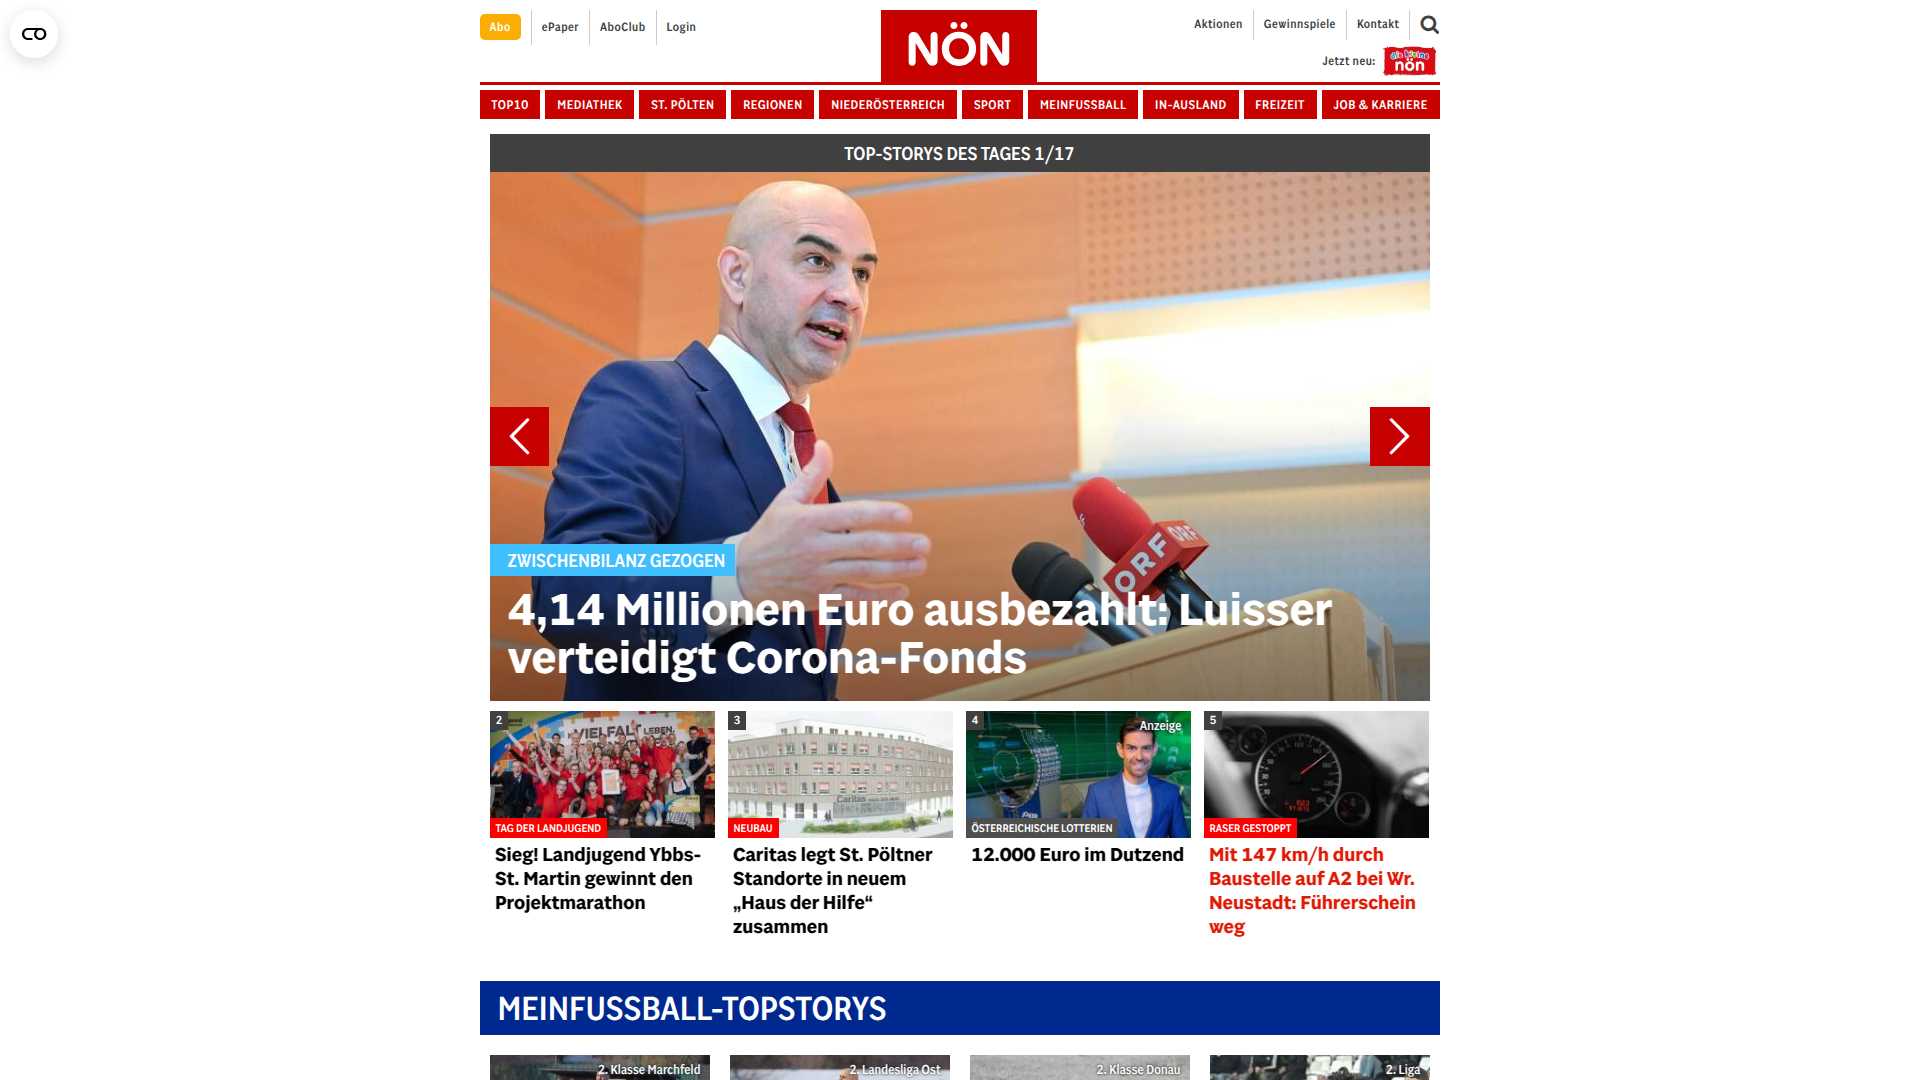 Abo
ePaper
AboClub
Login
NÖN
Aktionen
Gewinnspiele
Kontakt
Jetzt neu:
die kleine
nön
TOP10
MEDIATHEK
ST. PÖLTEN
REGIONEN
NIEDERÖSTERREICH
SPORT
MEINFUSSBALL
IN-AUSLAND
FREIZEIT
JOB & KARRIERE
TOP-STORYS DES TAGES 1/17
ORF
ORF
ZWISCHENBILANZ GEZOGEN
4,14 Millionen Euro ausbezahlt: Luisser
verteidigt Corona-Fonds
2
VIELFALT LEBEN
TAG DER LANDJUGEND
Sieg! Landjugend Ybbs-
St. Martin gewinnt den
Projektmarathon
3
Caritas
NEUBAU
Caritas legt St. Pöltner
Standorte in neuem
„Haus der Hilfe“
zusammen
4
Anzeige
ÖSTERREICHISCHE LOTTERIEN
12.000 Euro im Dutzend
5
RASER GESTOPPT
Mit 147 km/h durch
Baustelle auf A2 bei Wr.
Neustadt: Führerschein
weg
MEINFUSSBALL-TOPSTORYS
2. Klasse Marchfeld
2. Landesliga Ost
2. Klasse Donau
2. Liga